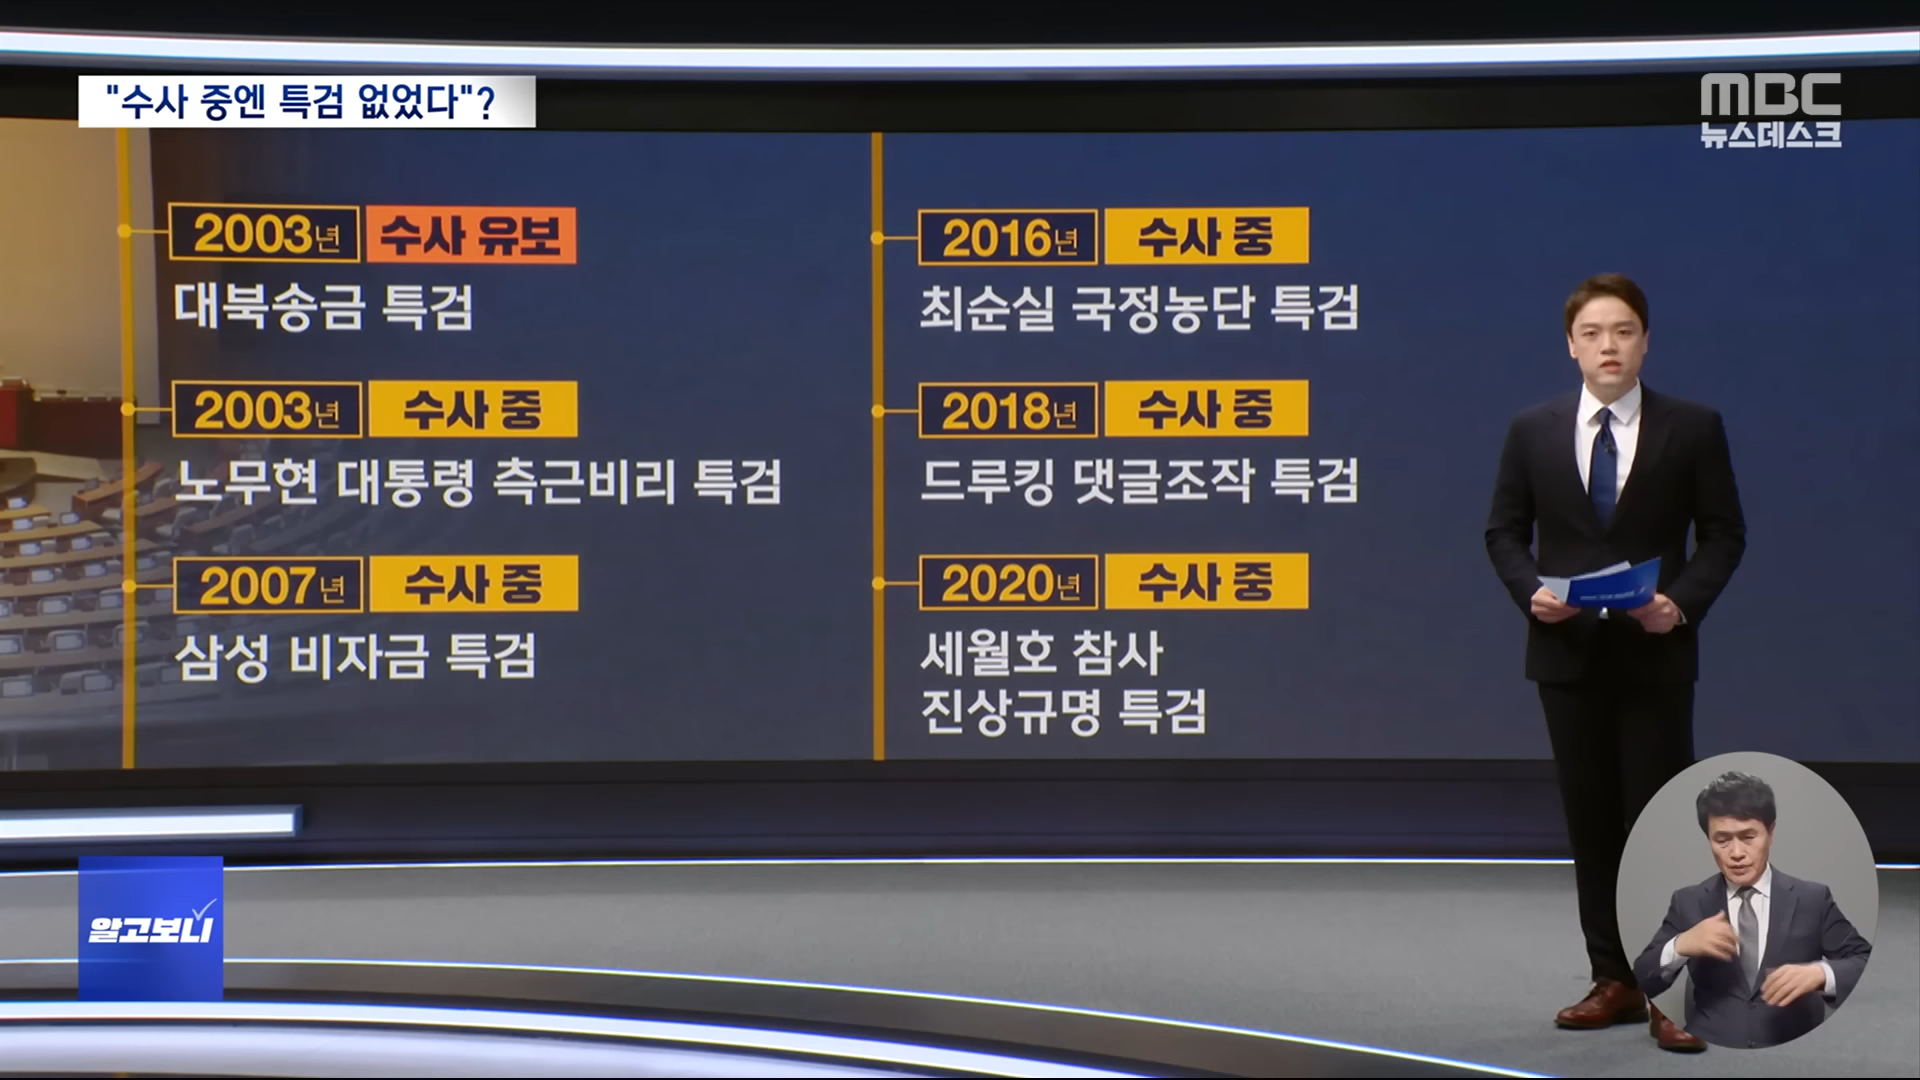 "수사 중엔 특검 없었다"?
MBC
뉴스데스크
2003년 수사 유보
대북송금 특검
2003년 수사 중
노무현 대통령 측근비리 특검
2007년 수사 중
삼성 비자금 특검
2016년 수사 중
최순실 국정농단 특검
2018년 수사 중
드루킹 댓글조작 특검
2020년 수사 중
세월호 참사
진상규명 특검
알고보니